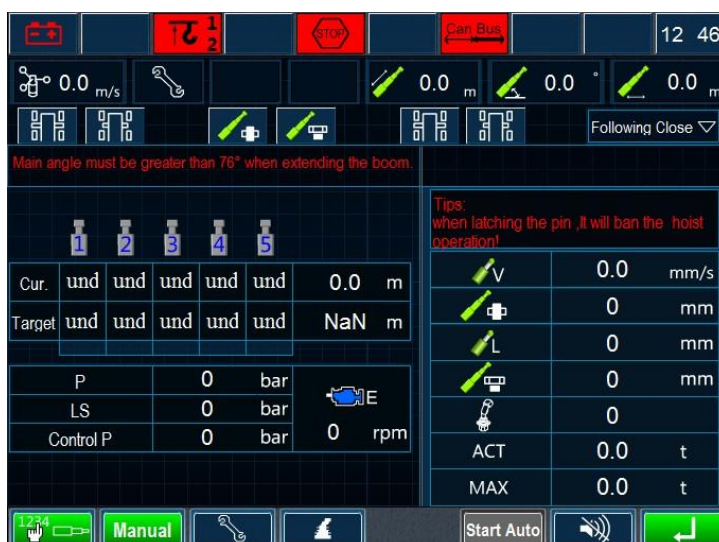 1
2
STOP
Can Bus
12 46
0.0 m/s
0.0 m
0.0 °
0.0 m
Following Close
Main angle must be greater than 76° when extending the boom.
Tips:
when latching the pin ,It will ban the hoist
operation!
1 2 3 4 5
Cur. und und und und und 0.0 m
Target und und und und und NaN m
P 0 bar
LS 0 bar
Control P 0 bar
E
0 rpm
V 0.0 mm/s
0 mm
L 0 mm
0 mm
0
ACT 0.0 t
MAX 0.0 t
1234
Manual
Start Auto